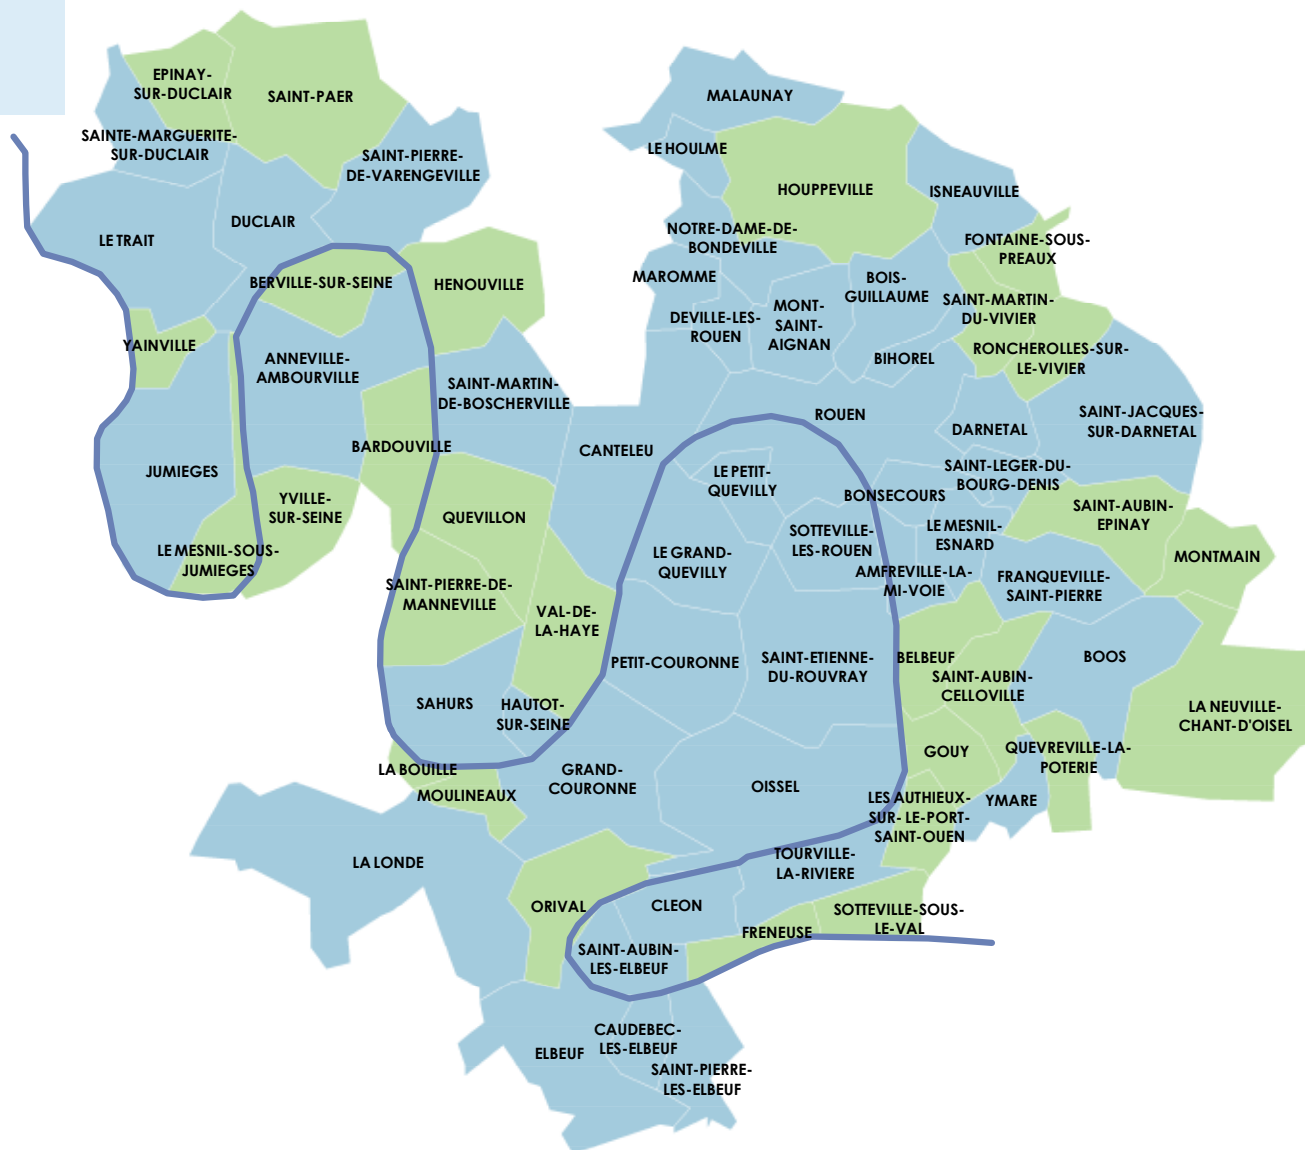 EPINAY-
SUR-DUCLAIR
SAINT-PAER
MALAUNAY
SAINTE-MARGUERITE-
SUR-DUCLAIR
SAINT-PIERRE-
DE-VARENGEVILLE
LE HOULME
HOUPPEVILLE
ISNEAUVILLE
LE TRAIT
DUCLAIR
NOTRE-DAME-DE-
BONDEVILLE
FONTAINE-SOUS-
PREAUX
BERVILLE-SUR-SEINE
HENOUVILLE
MAROMME
BOIS-
GUILLAUME
SAINT-MARTIN-
DU-VIVIER
YAINVILLE
DEVILLE-LES-
ROUEN
MONT-
SAINT-
AIGNAN
BIHOREL
RONCHEROLLES-SUR-
LE-VIVIER
ANNEVILLE-
AMBOURVILLE
SAINT-MARTIN-
DE-BOSCHERVILLE
ROUEN
DARNETAL
SAINT-JACQUES-
SUR-DARNETAL
JUMIEGES
BARDOUVILLE
CANTELEU
LE PETIT-
QUEVILLY
BONSECOURS
SAINT-LEGER-DU-
BOURG-DENIS
YVILLE-
SUR-SEINE
QUEVILLON
SOTTEVILLE-
LES-ROUEN
LE MESNIL-
ESNARD
SAINT-AUBIN-
EPINAY
MONTMAIN
LE MESNIL-SOUS-
JUMIEGES
LE GRAND-
QUEVILLY
AMFREVILLE-LA-
MI-VOIE
FRANQUEVILLE-
SAINT-PIERRE
SAINT-PIERRE-DE-
MANNEVILLE
VAL-DE-
LA-HAYE
PETIT-COURONNE
SAINT-ETIENNE-
DU-ROUVRAY
BELBEUF
SAINT-AUBIN-
CELLOVILLE
BOOS
SAHURS
HAUTOT-
SUR-SEINE
LA NEUVILLE-
CHANT-D'OISEL
LA BOUILLE
MOULINEAUX
GRAND-
COURONNE
OISSEL
GOUY
QUEVREVILLE-LA-
POTERIE
LES AUTHIEUX-
SUR- LE-PORT-
SAINT-OUEN
YMARE
LA LONDE
TOURVILLE-
LA-RIVIERE
ORIVAL
CLEON
FRENEUSE
SOTTEVILLE-SOUS-
LE-VAL
SAINT-AUBIN-
LES-ELBEUF
ELBEUF
CAUDEBEC-
LES-ELBEUF
SAINT-PIERRE-
LES-ELBEUF